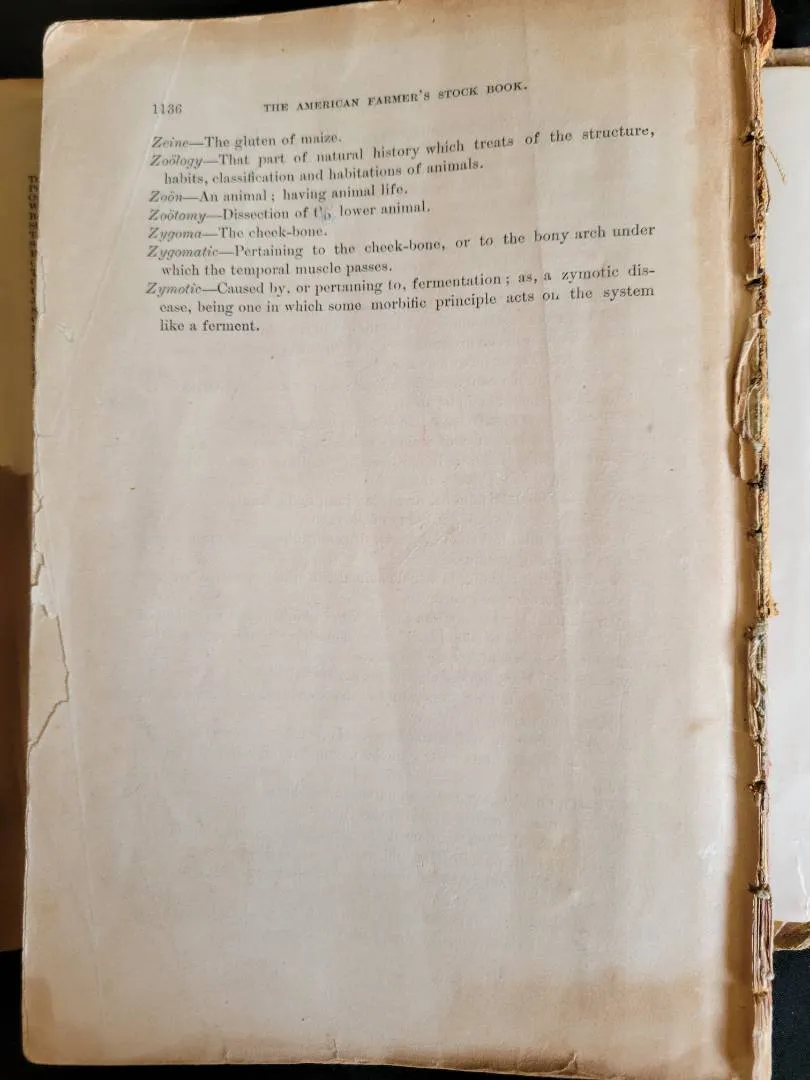 1136 THE AMERICAN FARMER'S STOCK BOOK.
Zeine—The gluten of maize.
Zoölogy—That part of natural history which treats of the structure,
habits, classification and habitations of animals.
Zoön—An animal; having animal life.
Zoötomy—Dissection of lower animal.
Zygoma—The cheek-bone.
Zygomatic—Pertaining to the cheek-bone, or to the bony arch under
which the temporal muscle passes.
Zymotic—Caused by, or pertaining to, fermentation; as, a zymotic dis-
ease, being one in which some morbific principle acts on the system
like a ferment.